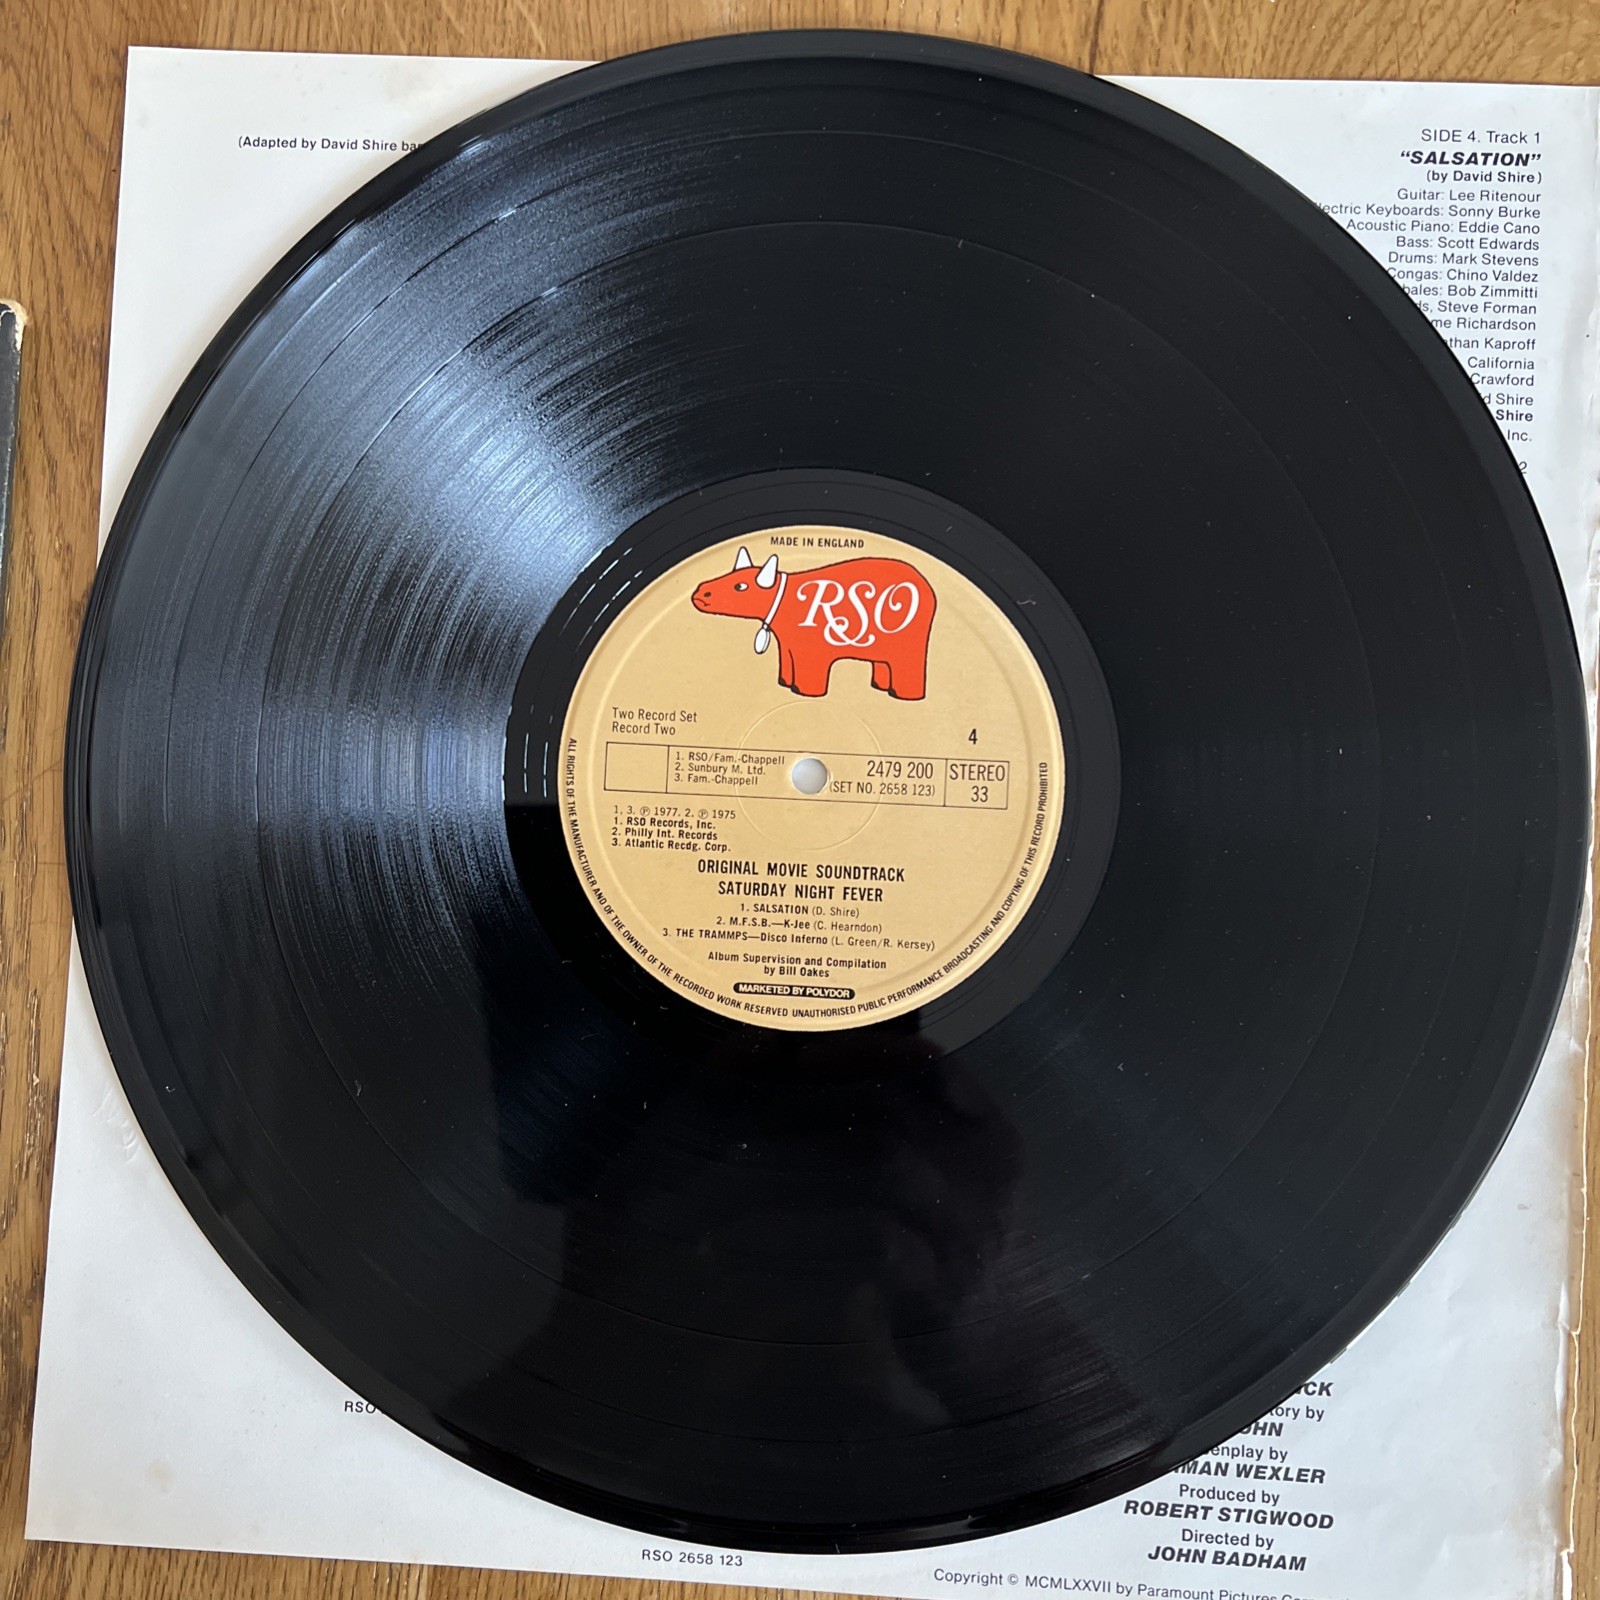 (Adapted by David Shire
SIDE 4. Track 1
"SALSATION"
(by David Shire)
Guitar: Lee Ritenour
Keyboards: Sonny Burke
Acoustic Piano: Eddie Cano
Bass: Scott Edwards
Drums: Mark Stevens
Congas: Chino Valdez
Bob Zimmitti
Steve Forman
Richardson
Kaproff
California
Crawford
Shire
Shire
Inc.
2
MADE IN ENGLAND
RSO
Two Record Set
Record Two
4
1. RSO/Fam.-Chappell
2. Sunbury M. Ltd.
3. Fam.-Chappell
2479 200
(SET NO. 2658 123)
STEREO
33
1, 3. ℗ 1977. 2. ℗ 1975
1. RSO Records, Inc.
2. Philly Int. Records
3. Atlantic Recdg. Corp.
ORIGINAL MOVIE SOUNDTRACK
SATURDAY NIGHT FEVER
1. SALSATION (D. Shire)
2. M.F.S.B.—K-Jee (C. Hearndon)
3. THE TRAMMPS—Disco Inferno (L. Green/R. Kersey)
Album Supervision and Compilation
by Bill Oakes
MARKETED BY POLYDOR
ALL RIGHTS OF THE MANUFACTURER AND OF THE OWNER OF THE RECORDED WORK RESERVED UNAUTHORISED PUBLIC PERFORMANCE BROADCASTING AND COPYING OF THIS RECORD PROHIBITED
RSO
by
by
WEXLER
Produced by
ROBERT STIGWOOD
Directed by
JOHN BADHAM
RSO 2658 123
Copyright © MCMLXXVII by Paramount Pictures